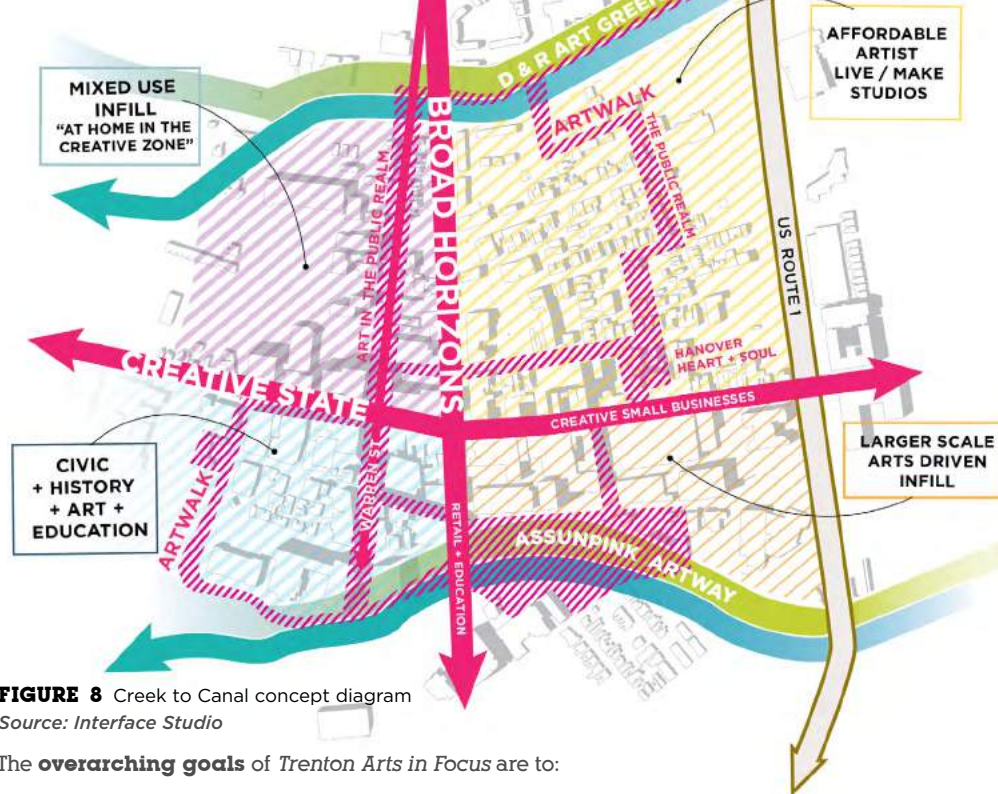 D & R ART GREEN
AFFORDABLE
ARTIST
LIVE / MAKE
STUDIOS
MIXED USE
INFILL
"AT HOME IN THE
CREATIVE ZONE"
BROAD HORIZONS
ARTWALK
THE PUBLIC REALM
ART IN THE PUBLIC REALM
US ROUTE 1
HANOVER
HEART + SOUL
CREATIVE STATE
CREATIVE SMALL BUSINESSES
CIVIC
+ HISTORY
+ ART +
EDUCATION
ARTWALK
WARREN ST
RETAIL + EDUCATION
LARGER SCALE
ARTS DRIVEN
INFILL
ASSUNPINK ARTWAY
FIGURE 8 Creek to Canal concept diagram
Source: Interface Studio
The overarching goals of Trenton Arts in Focus are to: